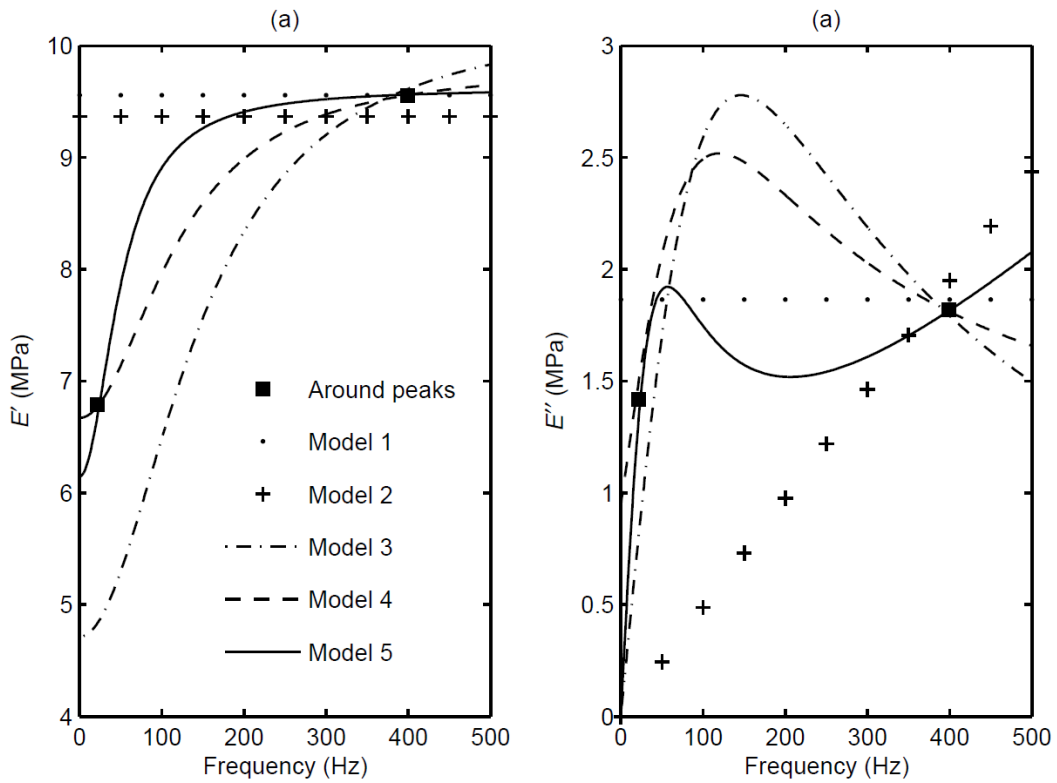 (a)
10
9
8
7
6
5
4
E′ (MPa)
Around peaks
Model 1
Model 2
Model 3
Model 4
Model 5
0
100
200
300
400
500
Frequency (Hz)
(a)
3
2.5
2
1.5
1
0.5
0
E″ (MPa)
0
100
200
300
400
500
Frequency (Hz)